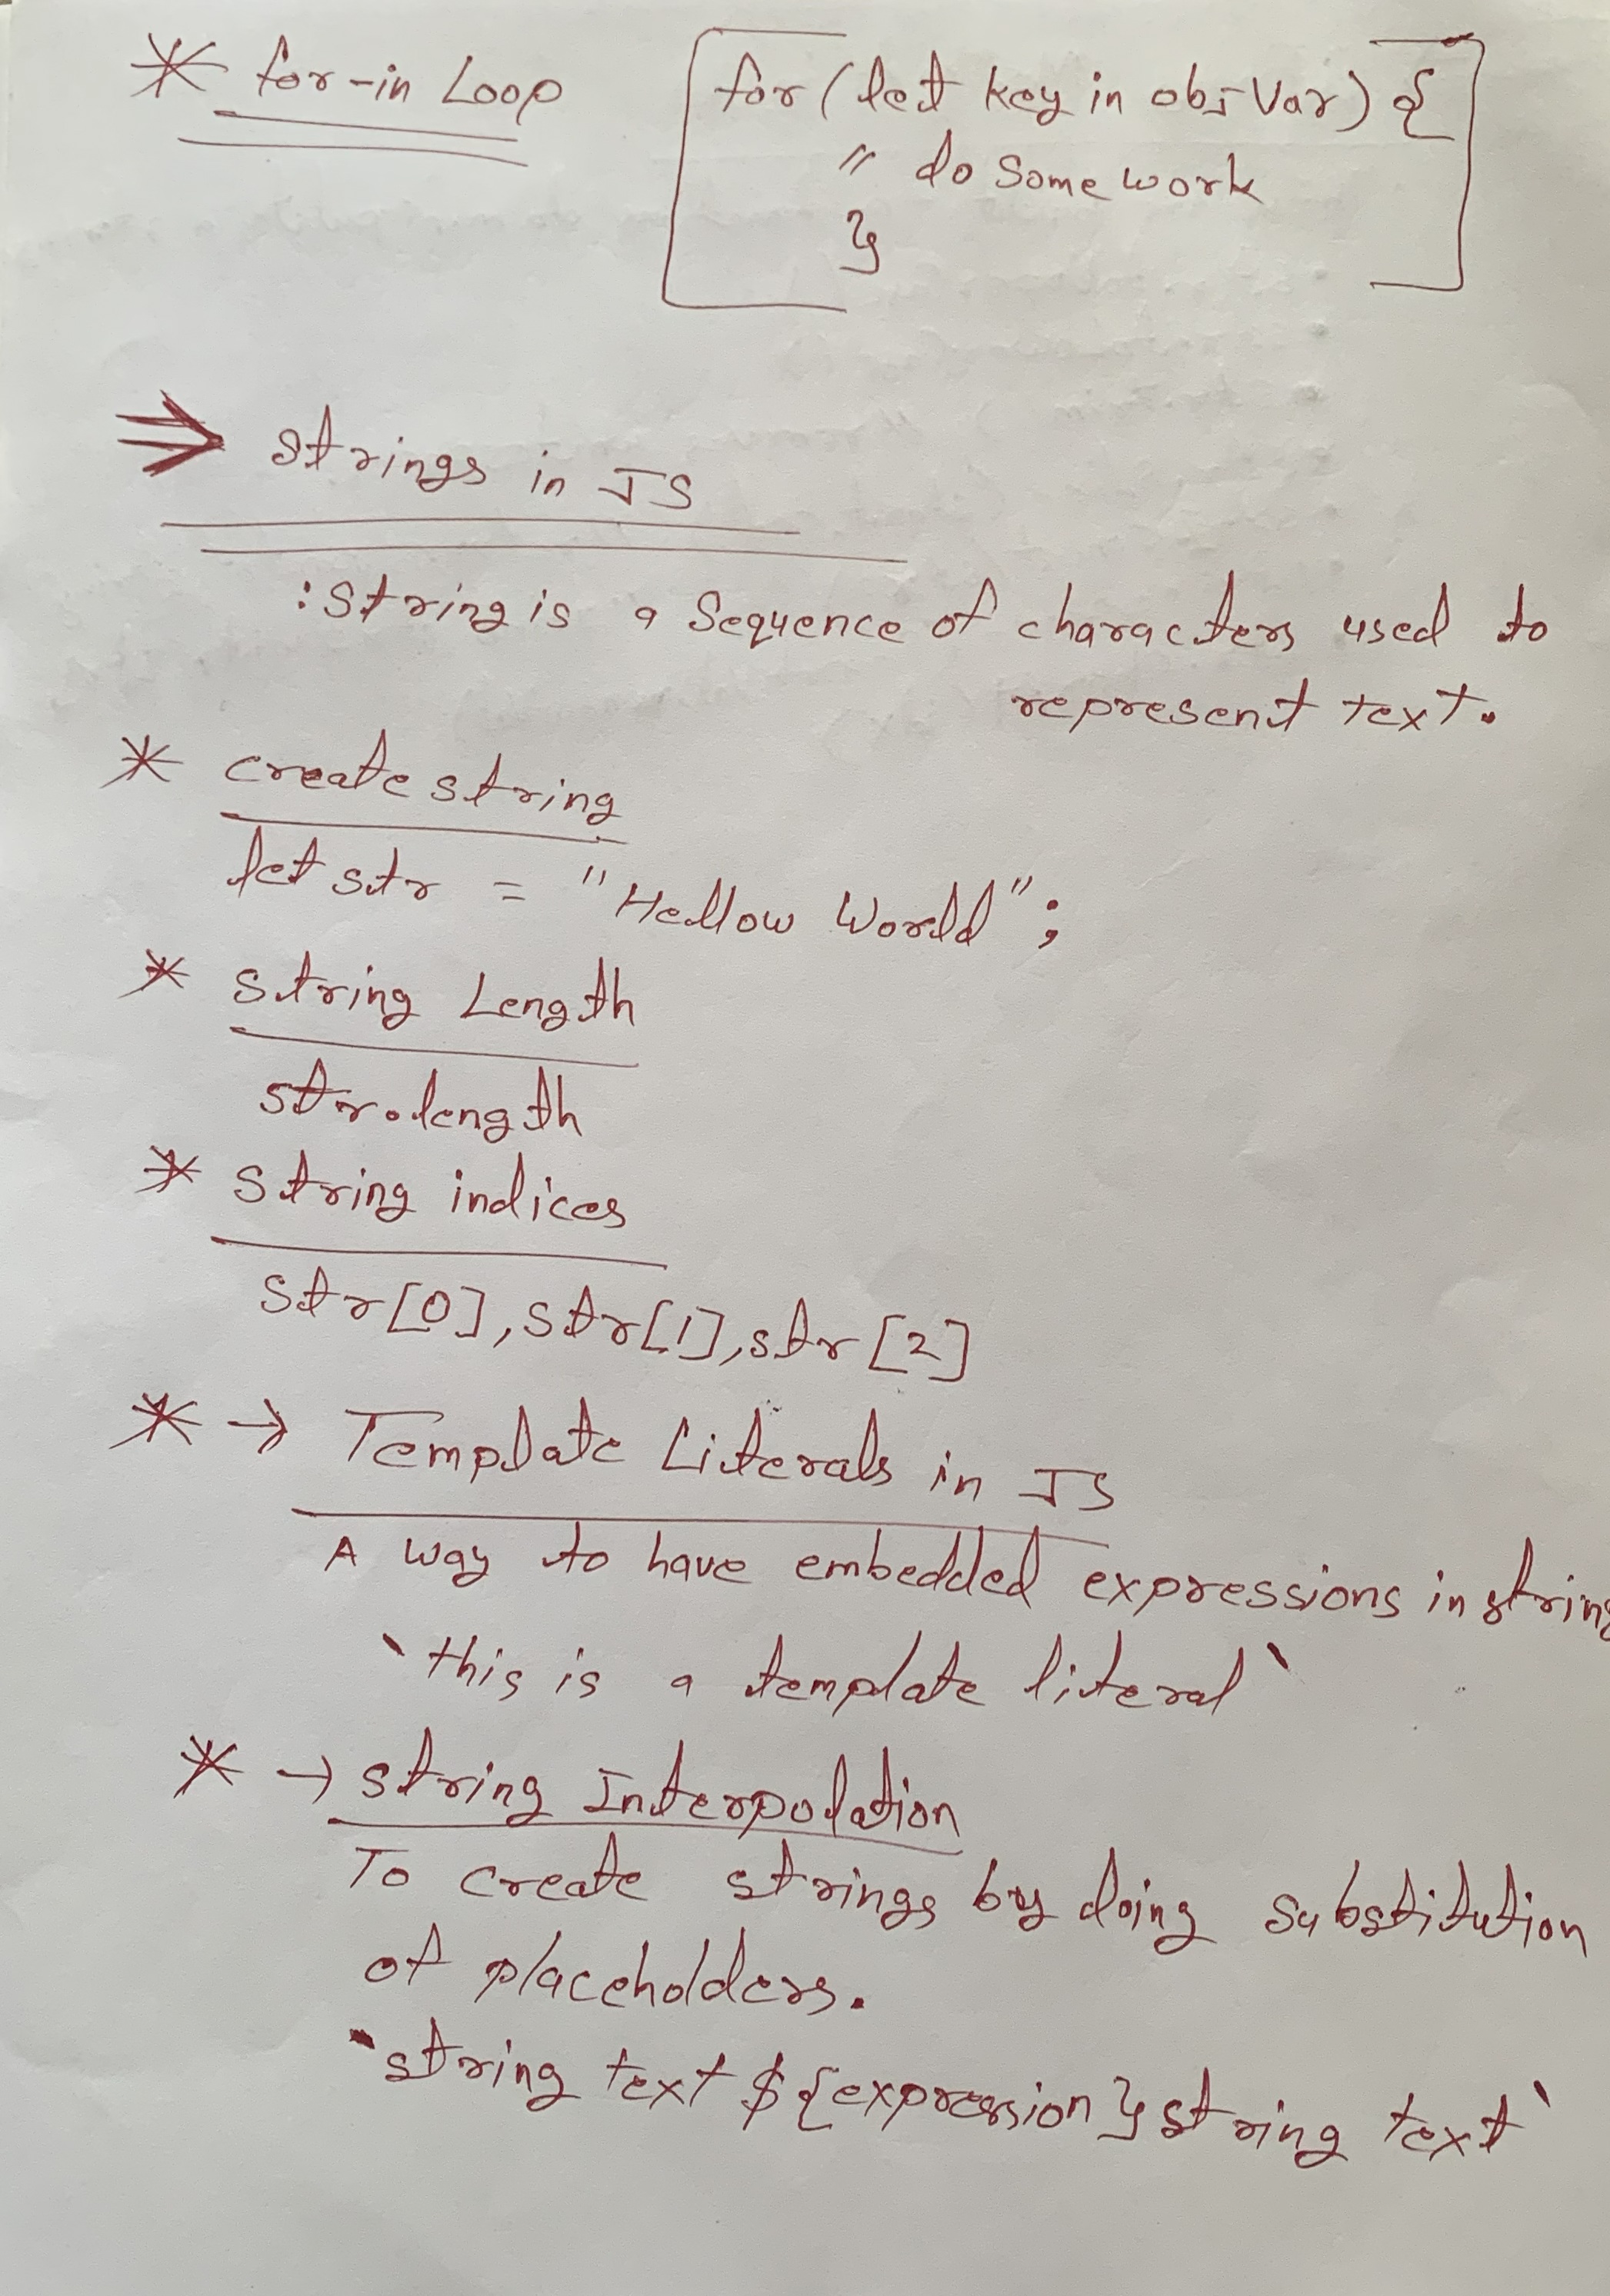 * for-in Loop
for (let key in objVar) {
// do some work
}
⇒ strings in JS
: String is a Sequence of characters used to
represent text.
* create string
let str = "Hellow World";
* string Length
str.length
* string indices
str[0], str[1], str[2]
* → Template Literals in JS
A way to have embedded expressions in string
`this is a template literal`
* → string Interpolation
To create strings by doing substitution
of placeholders.
`string text ${expression} string text`